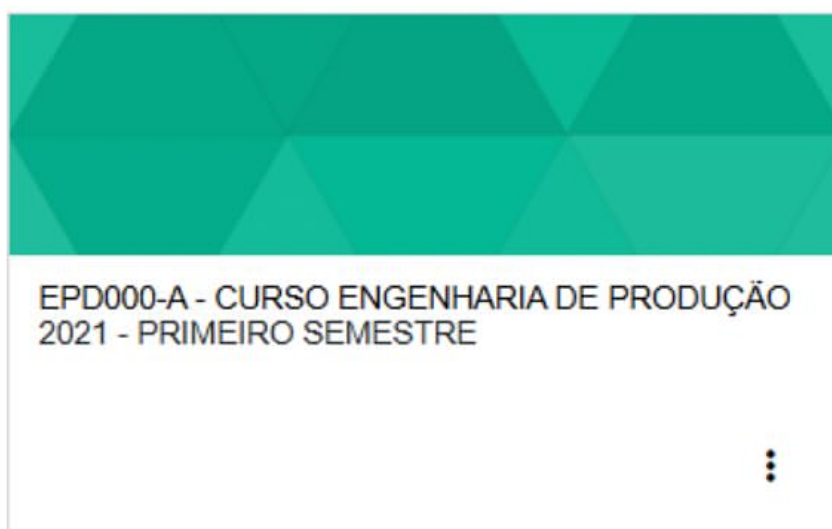 EPD000-A - CURSO ENGENHARIA DE PRODUÇÃO
2021 - PRIMEIRO SEMESTRE